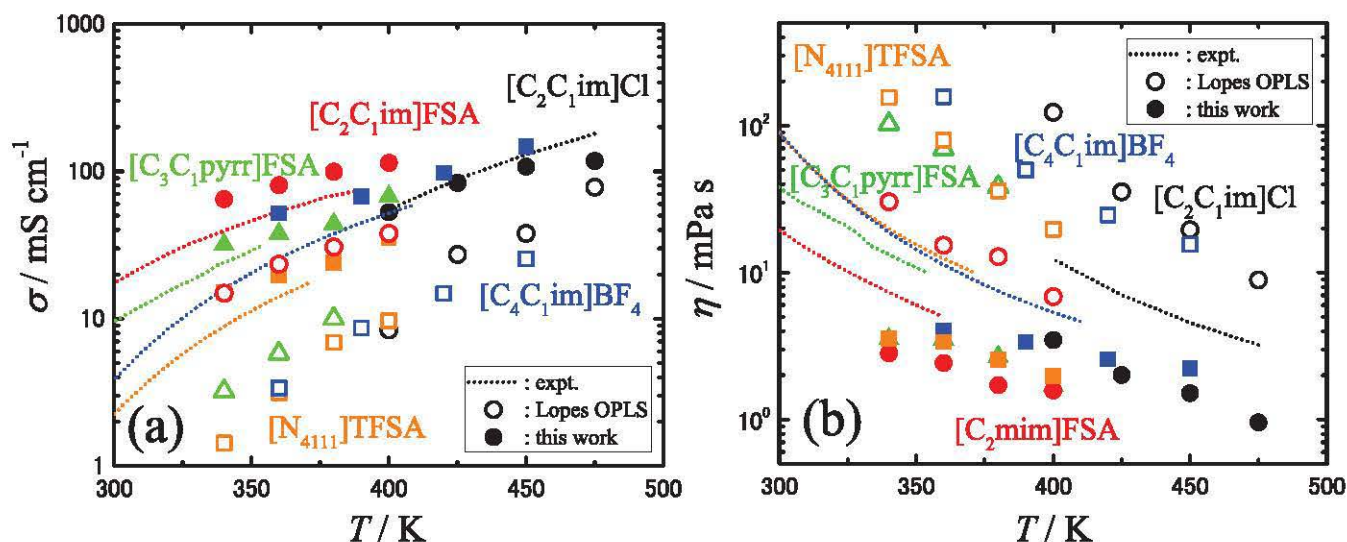 1000
100
10
1
σ / mS cm⁻¹
[C₂C₁im]Cl
[C₂C₁im]FSA
[C₃C₁pyrr]FSA
[C₄C₁im]BF₄
[N₄₁₁₁]TFSA
: expt.
: Lopes OPLS
: this work
(a)
300 350 400 450 500
T / K
10²
10¹
10⁰
η / mPa s
[N₄₁₁₁]TFSA
: expt.
: Lopes OPLS
: this work
[C₄C₁im]BF₄
[C₃C₁pyrr]FSA
[C₂C₁im]Cl
[C₂mim]FSA
(b)
300 350 400 450 500
T / K